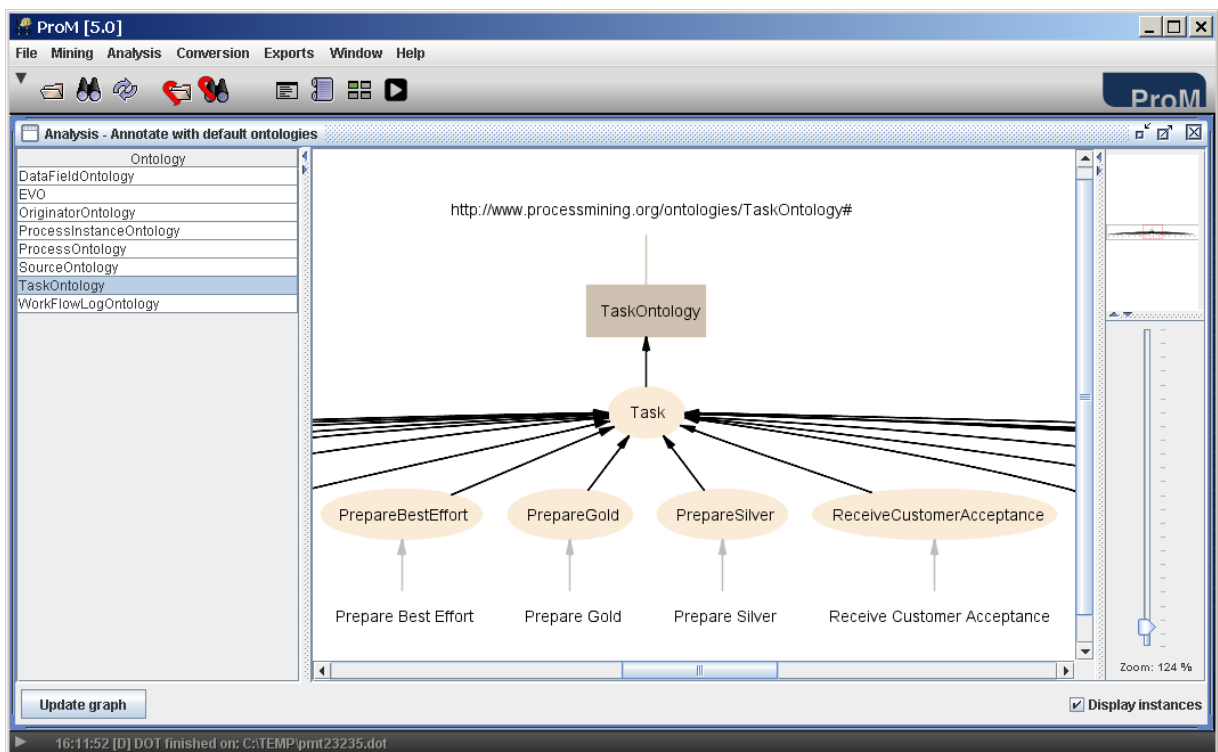 ProM [5.0]
File Mining Analysis Conversion Exports Window Help
ProM
Analysis - Annotate with default ontologies
Ontology
DataFieldOntology
EVO
OriginatorOntology
ProcessInstanceOntology
ProcessOntology
SourceOntology
TaskOntology
WorkFlowLogOntology
http://www.processmining.org/ontologies/TaskOntology#
TaskOntology
Task
PrepareBestEffort PrepareGold PrepareSilver ReceiveCustomerAcceptance
Prepare Best Effort Prepare Gold Prepare Silver Receive Customer Acceptance
Zoom: 124 %
Update graph
Display instances
16:11:52 [D] DOT finished on: C:\TEMP\pmt23235.dot